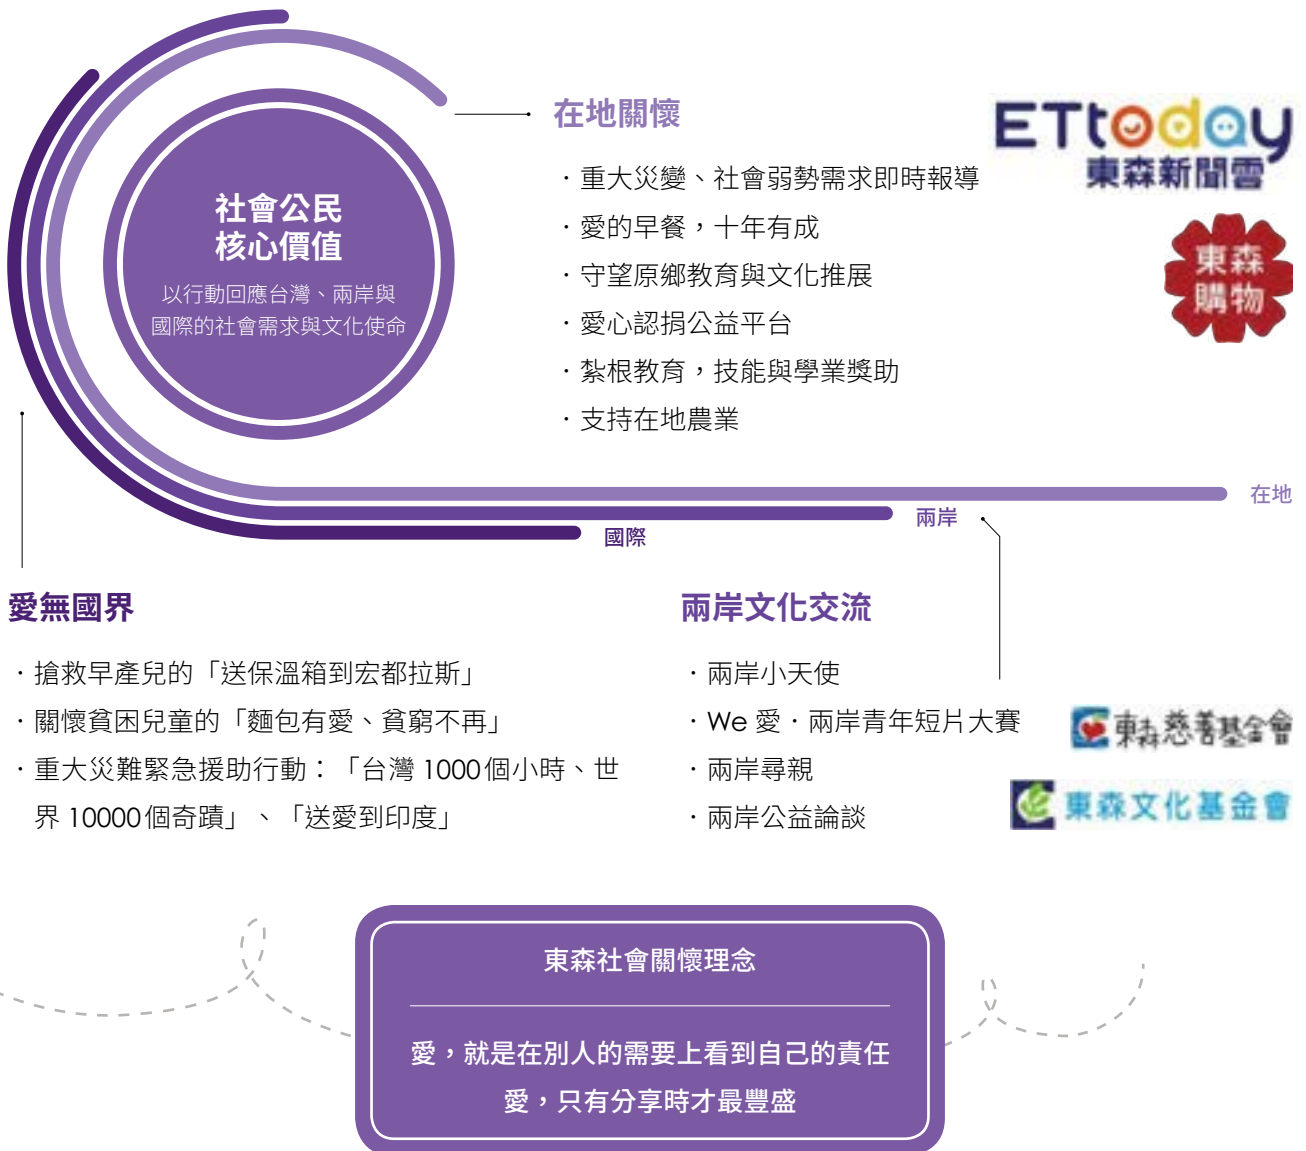 社會公民
核心價值
以行動回應台灣、兩岸與
國際的社會需求與文化使命
在地關懷
・重大災變、社會弱勢需求即時報導
・愛的早餐，十年有成
・守望原鄉教育與文化推展
・愛心認捐公益平台
・紮根教育，技能與學業獎助
・支持在地農業
ETtoday
東森新聞雲
東森
購物
在地
兩岸
國際
愛無國界
・搶救早產兒的「送保溫箱到宏都拉斯」
・關懷貧困兒童的「麵包有愛、貧窮不再」
・重大災難緊急援助行動：「台灣 1000個小時、世
界 10000個奇蹟」、「送愛到印度」
兩岸文化交流
・兩岸小天使
・We 愛・兩岸青年短片大賽
・兩岸尋親
・兩岸公益論談
東森慈善基金會
東森文化基金會
東森社會關懷理念
愛，就是在別人的需要上看到自己的責任
愛，只有分享時才最豐盛